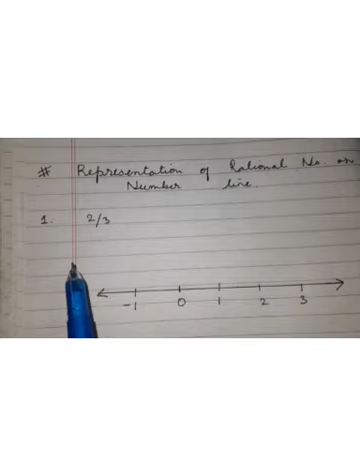 # Representation of Rational No. on
Number line.
1. 2/3
-1 0 1 2 3